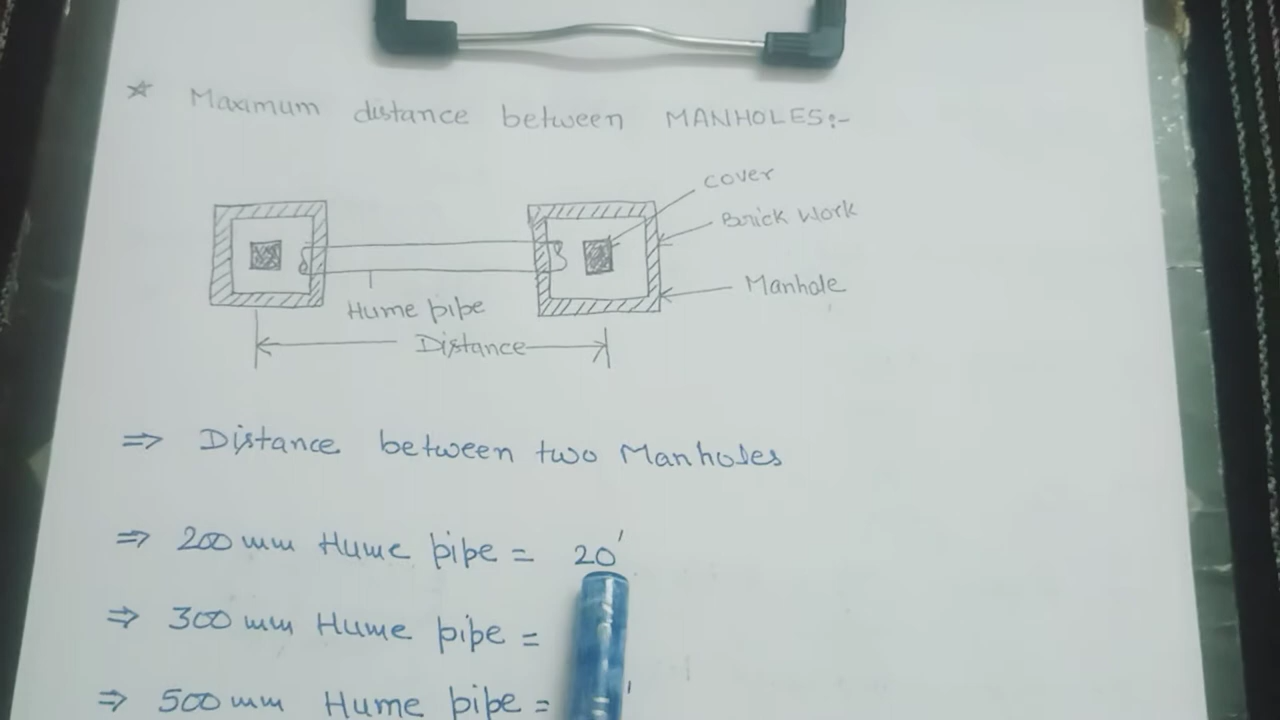 * Maximum distance between MANHOLES:-
cover
Brick Work
Manhole
Hume pipe
Distance
⇒ Distance between two Manholes
⇒ 200 mm Hume pipe = 20'
⇒ 300 mm Hume pipe =
⇒ 500 mm Hume pipe = '